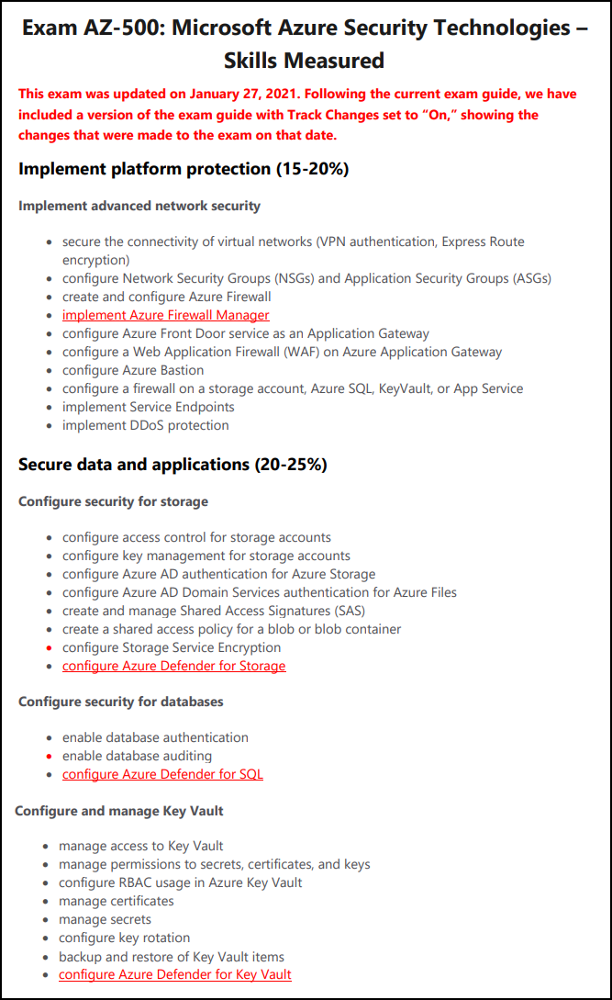 Exam AZ-500: Microsoft Azure Security Technologies –
Skills Measured
This exam was updated on January 27, 2021. Following the current exam guide, we have
included a version of the exam guide with Track Changes set to “On,” showing the
changes that were made to the exam on that date.
Implement platform protection (15-20%)
Implement advanced network security
• secure the connectivity of virtual networks (VPN authentication, Express Route
encryption)
• configure Network Security Groups (NSGs) and Application Security Groups (ASGs)
• create and configure Azure Firewall
• implement Azure Firewall Manager
• configure Azure Front Door service as an Application Gateway
• configure a Web Application Firewall (WAF) on Azure Application Gateway
• configure Azure Bastion
• configure a firewall on a storage account, Azure SQL, KeyVault, or App Service
• implement Service Endpoints
• implement DDoS protection
Secure data and applications (20-25%)
Configure security for storage
• configure access control for storage accounts
• configure key management for storage accounts
• configure Azure AD authentication for Azure Storage
• configure Azure AD Domain Services authentication for Azure Files
• create and manage Shared Access Signatures (SAS)
• create a shared access policy for a blob or blob container
• configure Storage Service Encryption
• configure Azure Defender for Storage
Configure security for databases
• enable database authentication
• enable database auditing
• configure Azure Defender for SQL
Configure and manage Key Vault
• manage access to Key Vault
• manage permissions to secrets, certificates, and keys
• configure RBAC usage in Azure Key Vault
• manage certificates
• manage secrets
• configure key rotation
• backup and restore of Key Vault items
• configure Azure Defender for Key Vault